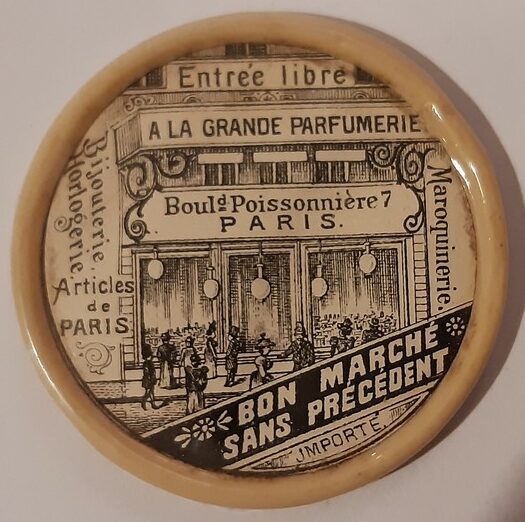 Entrée libre
A LA GRANDE PARFUMERIE
Bould Poissonnière 7
PARIS.
Bijouterie.
Horlogerie.
Articles
de
PARIS
Maroquinerie.
BON MARCHÉ
SANS PRÉCÉDENT
IMPORTÉ.